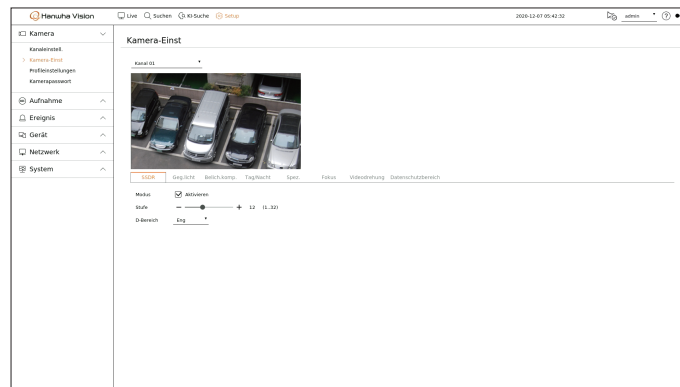 Hanwha Vision
Live Suchen KI-Suche Setup
2020-12-07 05:42:32
admin
Kamera
Kanaleinstell.
Kamera-Einst
Profileinstellungen
Kamerapasswort
Aufnahme
Ereignis
Gerät
Netzwerk
System
Kamera-Einst
Kanal 01
SSDR Geg.licht Belich.komp. Tag/Nacht Spez. Fokus Videodrehung Datenschutzbereich
Modus Aktivieren
Stufe 12 (1..32)
D-Bereich Eng